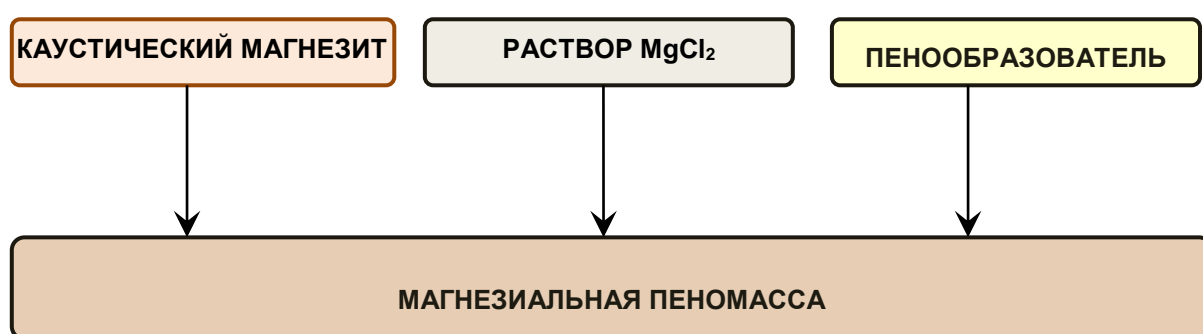 КАУСТИЧЕСКИЙ МАГНЕЗИТ
РАСТВОР MgCl₂
ПЕНООБРАЗОВАТЕЛЬ
МАГНЕЗИАЛЬНАЯ ПЕНОМАССА